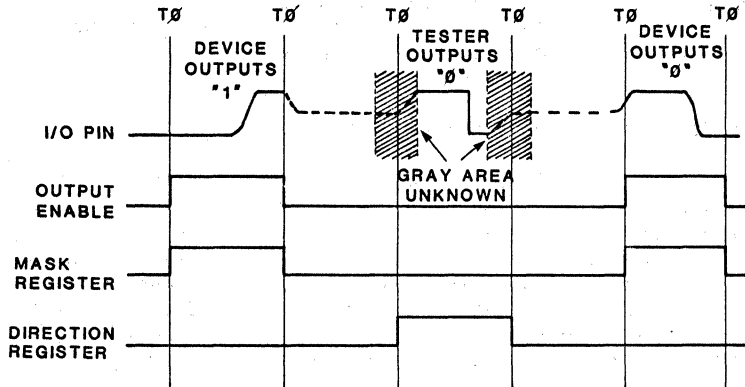 TØ TØ TØ TØ TØ TØ
DEVICE
OUTPUTS
"1"
TESTER
OUTPUTS
"Ø"
DEVICE
OUTPUTS
"Ø"
I/O PIN
GRAY AREA
UNKNOWN
OUTPUT
ENABLE
MASK
REGISTER
DIRECTION
REGISTER